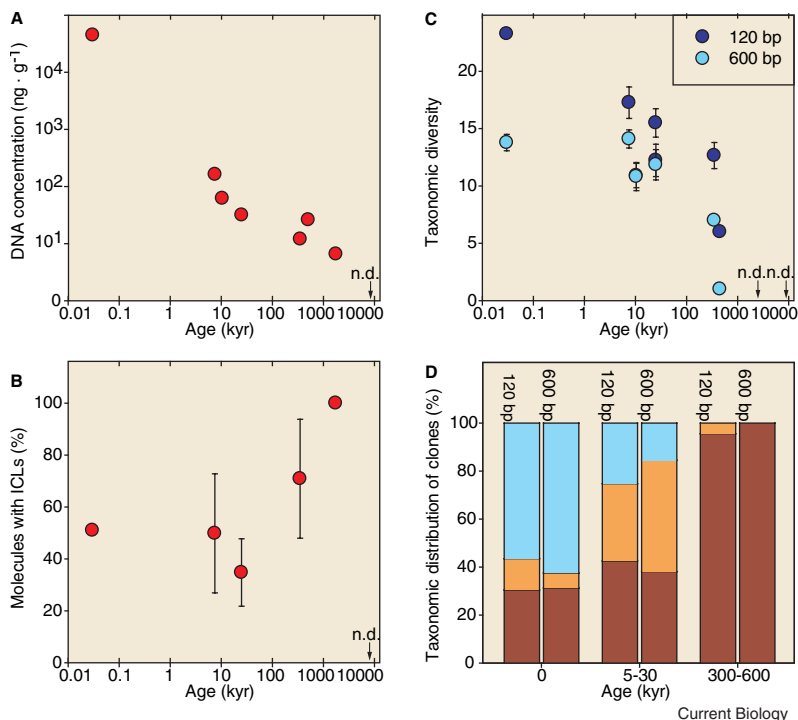 A
DNA concentration (ng · g⁻¹)
10⁴
10³
10²
10¹
0
n.d.
0.01 0.1 1 10 100 1000 10000
Age (kyr)
B
Molecules with ICLs (%)
100
80
60
40
20
0
n.d.
0.01 0.1 1 10 100 1000 10000
Age (kyr)
C
120 bp
600 bp
Taxonomic diversity
20
15
10
5
0
n.d. n.d.
0.01 0.1 1 10 100 1000 10000
Age (kyr)
D
120 bp 600 bp 120 bp 600 bp 120 bp 600 bp
Taxonomic distribution of clones (%)
100
80
60
40
20
0
0 5-30 300-600
Age (kyr)
Current Biology